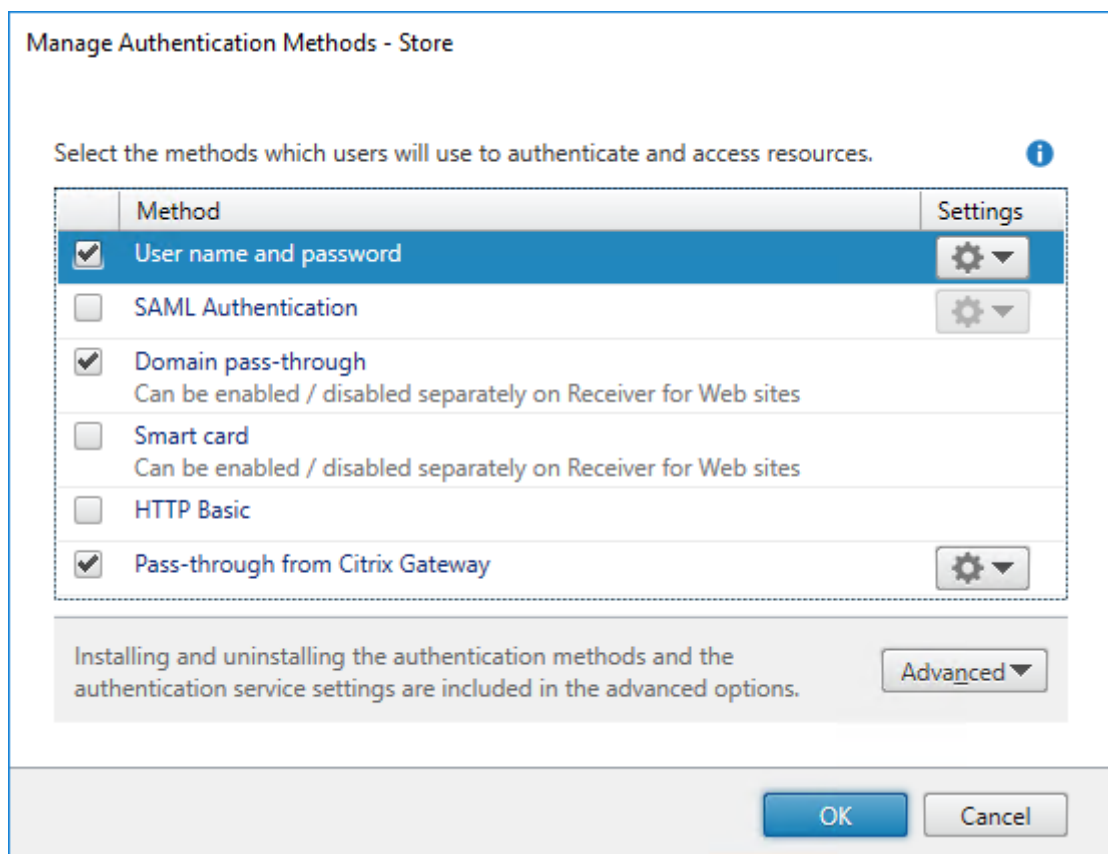 Manage Authentication Methods - Store
Select the methods which users will use to authenticate and access resources.
Method Settings
User name and password
SAML Authentication
Domain pass-through
Can be enabled / disabled separately on Receiver for Web sites
Smart card
Can be enabled / disabled separately on Receiver for Web sites
HTTP Basic
Pass-through from Citrix Gateway
Installing and uninstalling the authentication methods and the
authentication service settings are included in the advanced options.
Advanced
OK Cancel